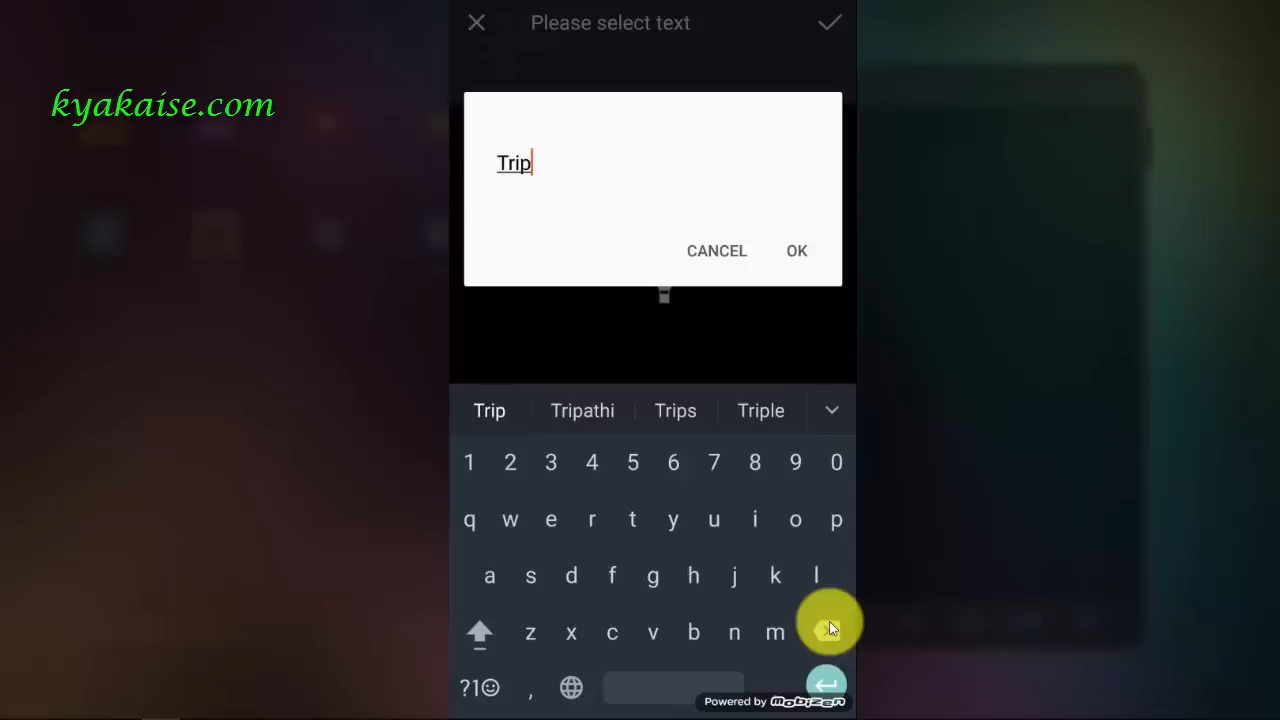 Please select text
kyakaise.com
Trip
CANCEL OK
Trip Tripathi Trips Triple
1 2 3 4 5 6 7 8 9 0
q w e r t y u i o p
a s d f g h j k l
z x c v b n m
?1☺ ,
Powered by mobizen